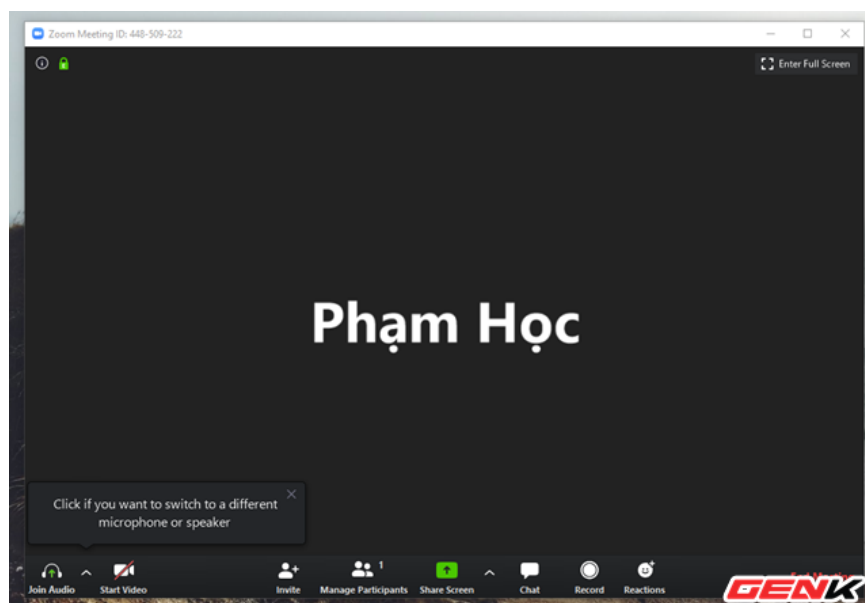 Zoom Meeting ID: 448-509-222
Enter Full Screen
Phạm Học
Click if you want to switch to a different
microphone or speaker
1
Join Audio Start Video Invite Manage Participants Share Screen Chat Record Reactions
GENK